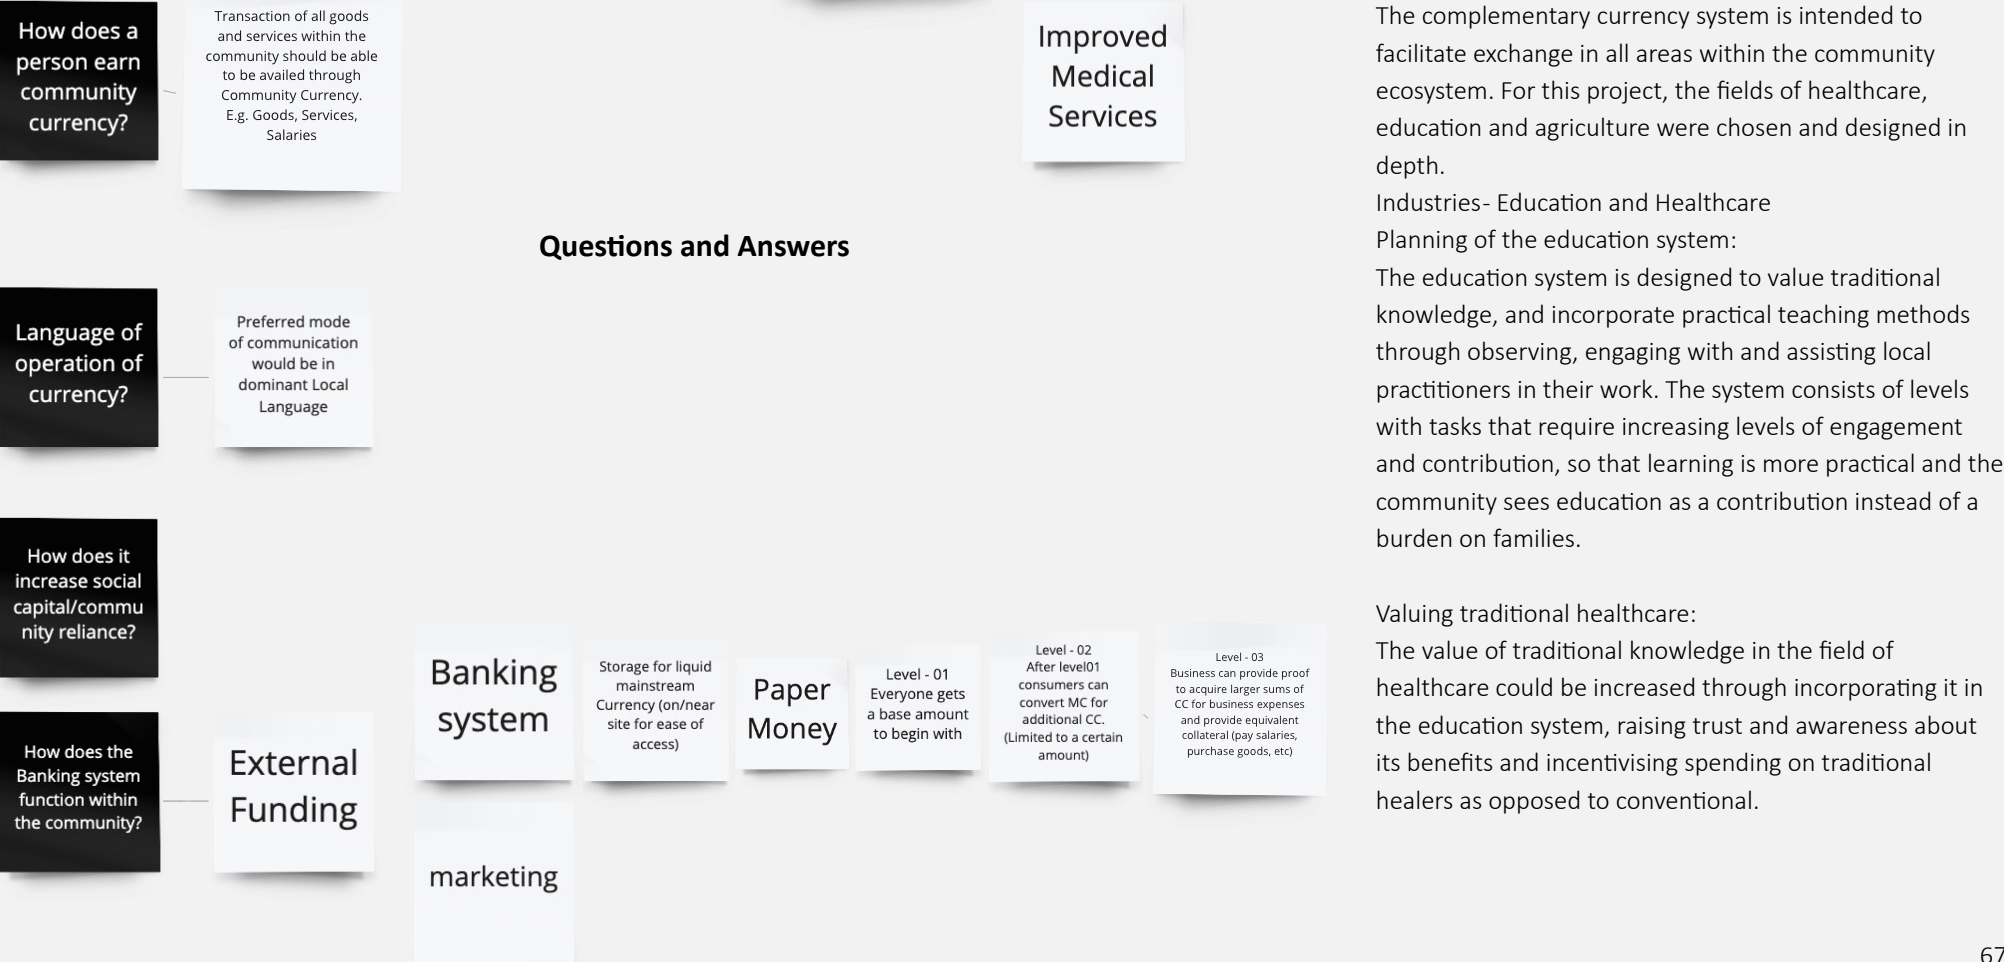 How does a
person earn
community
currency?
Transaction of all goods
and services within the
community should be able
to be availed through
Community Currency.
E.g. Goods, Services,
Salaries
Improved
Medical
Services
Questions and Answers
Language of
operation of
currency?
Preferred mode
of communication
would be in
dominant Local
Language
How does it
increase social
capital/commu
nity reliance?
How does the
Banking system
function within
the community?
External
Funding
Banking
system
Storage for liquid
mainstream
Currency (on/near
site for ease of
access)
Paper
Money
Level - 01
Everyone gets
a base amount
to begin with
Level - 02
After level01
consumers can
convert MC for
additional CC.
(Limited to a certain
amount)
Level - 03
Business can provide proof
to acquire larger sums of
CC for business expenses
and provide equivalent
collateral (pay salaries,
purchase goods, etc)
marketing
The complementary currency system is intended to
facilitate exchange in all areas within the community
ecosystem. For this project, the fields of healthcare,
education and agriculture were chosen and designed in
depth.
Industries- Education and Healthcare
Planning of the education system:
The education system is designed to value traditional
knowledge, and incorporate practical teaching methods
through observing, engaging with and assisting local
practitioners in their work. The system consists of levels
with tasks that require increasing levels of engagement
and contribution, so that learning is more practical and the
community sees education as a contribution instead of a
burden on families.
Valuing traditional healthcare:
The value of traditional knowledge in the field of
healthcare could be increased through incorporating it in
the education system, raising trust and awareness about
its benefits and incentivising spending on traditional
healers as opposed to conventional.
67